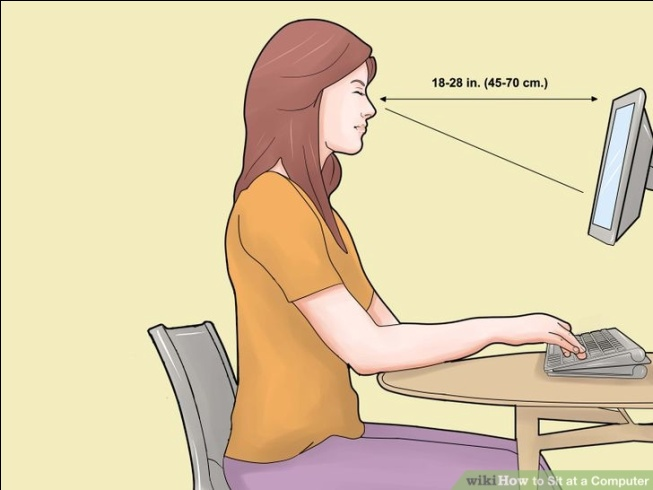 18-28 in. (45-70 cm.)
wikiHow to Sit at a Computer